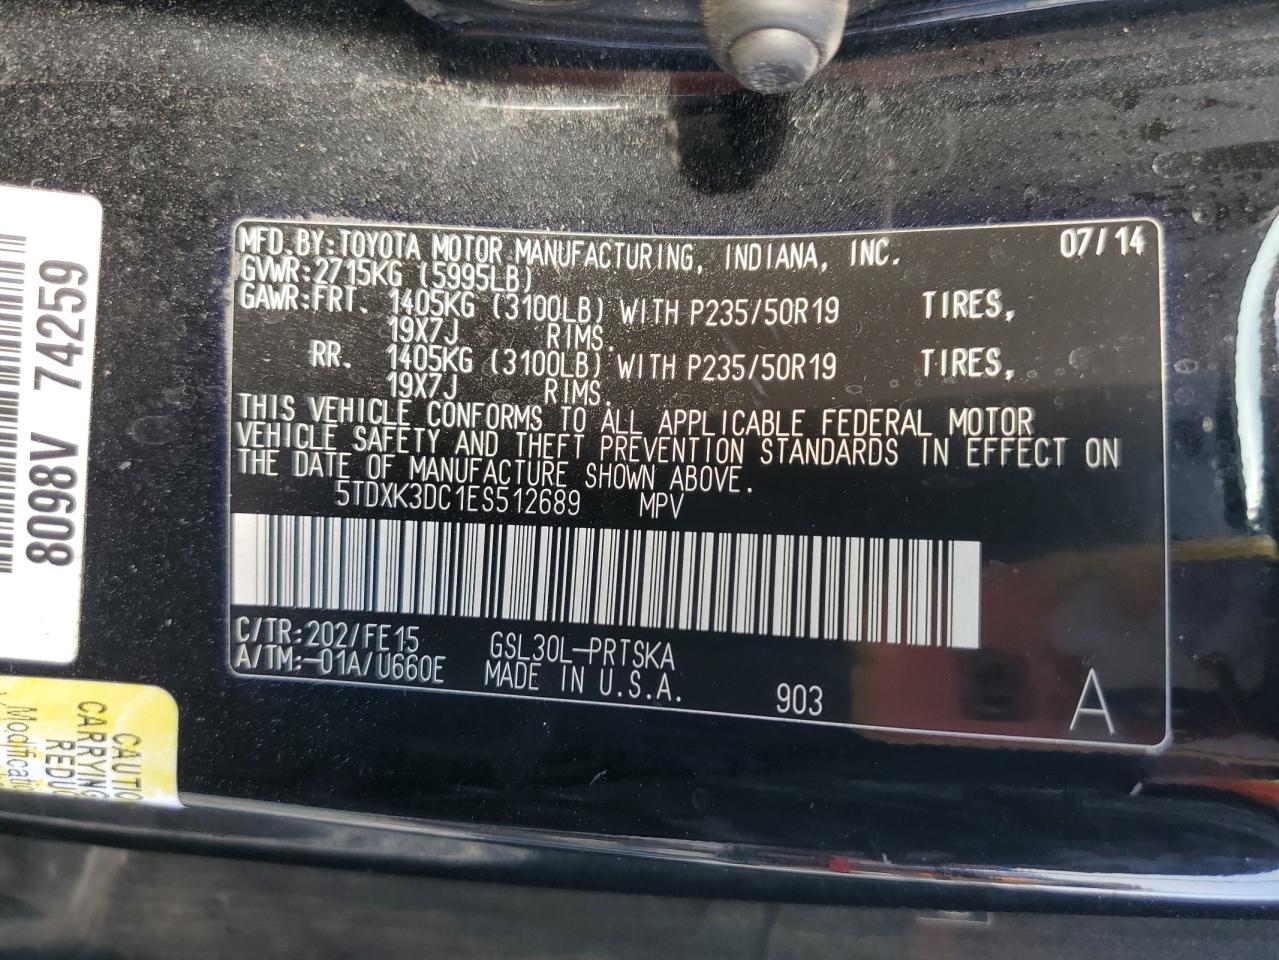 MFD.BY:TOYOTA MOTOR MANUFACTURING, INDIANA, INC. 07/14
GVWR:2715KG (5995LB)
GAWR:FRT. 1405KG (3100LB) WITH P235/50R19 TIRES,
19X7J RIMS.
RR. 1405KG (3100LB) WITH P235/50R19 TIRES,
19X7J RIMS.
THIS VEHICLE CONFORMS TO ALL APPLICABLE FEDERAL MOTOR
VEHICLE SAFETY AND THEFT PREVENTION STANDARDS IN EFFECT ON
THE DATE OF MANUFACTURE SHOWN ABOVE.
5TDXK3DC1ES512689 MPV
C/TR:202/FE15 GSL30L-PRTSKA
A/TM:-01A/U660E MADE IN U.S.A. 903 A
8098V 74259
CAUTIO
CARRYING
REDU
Modificati